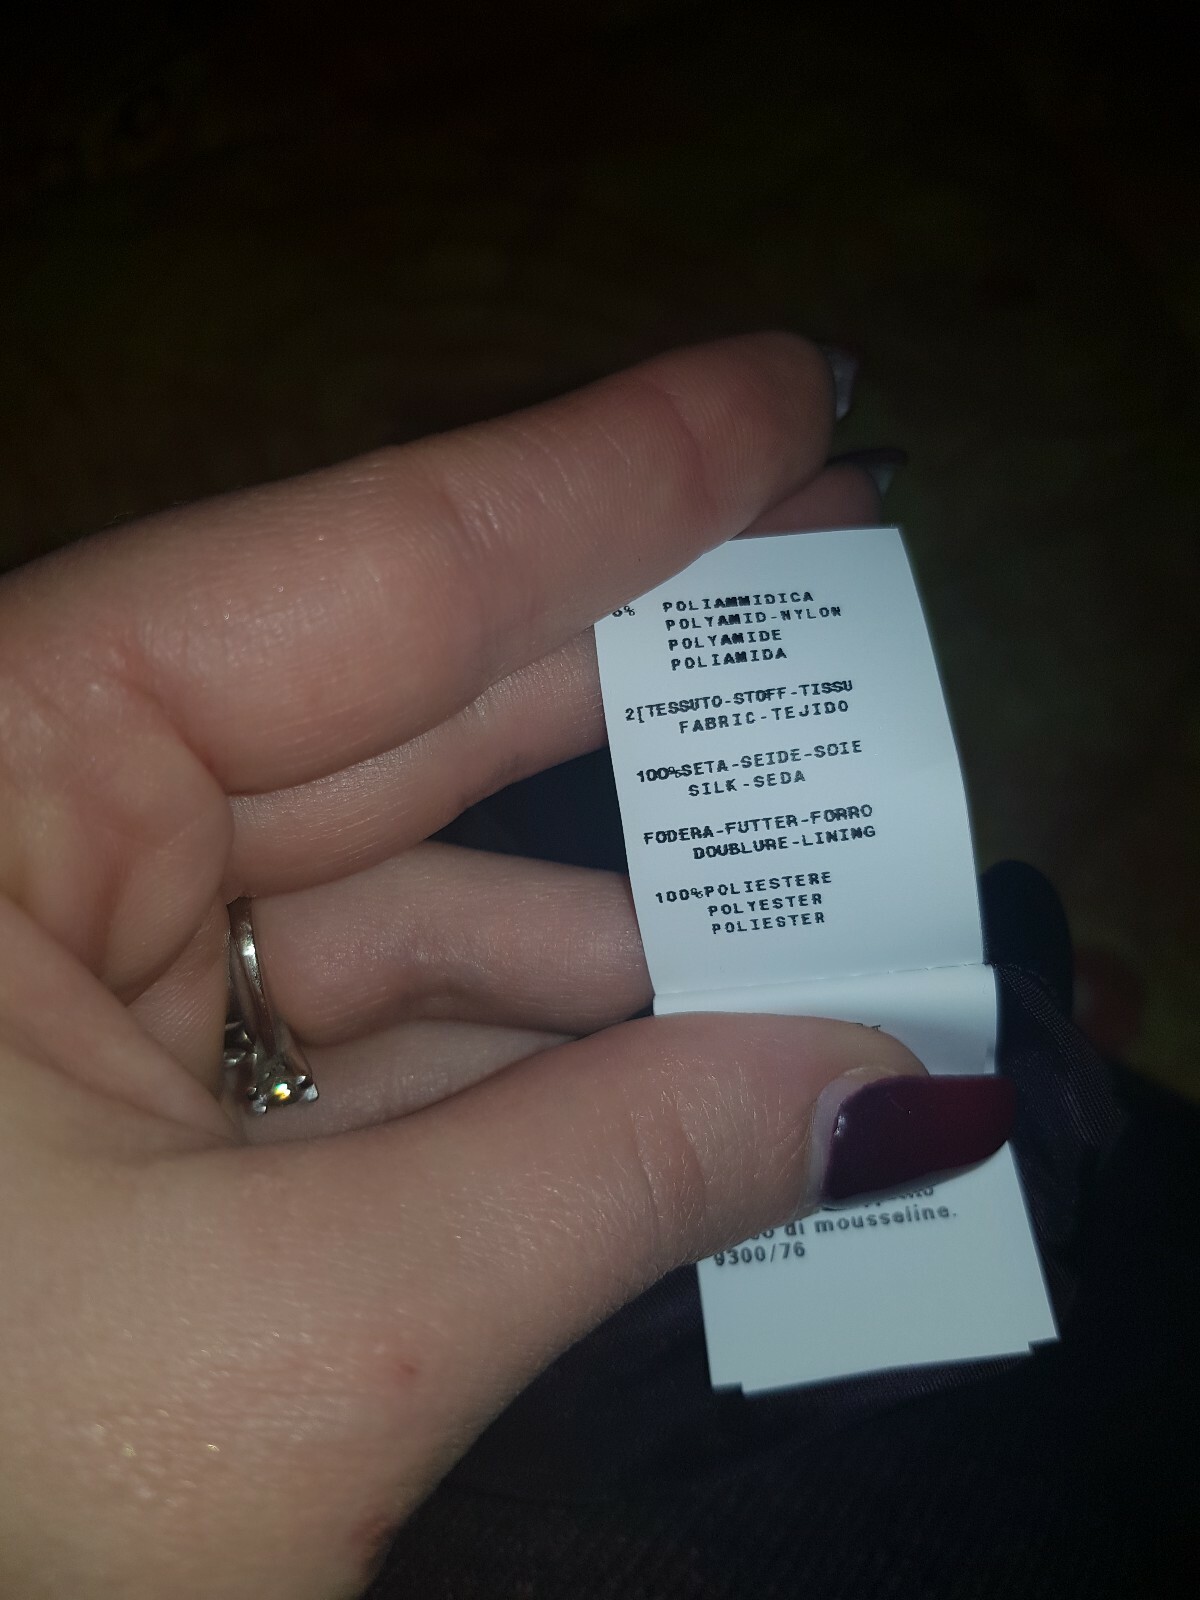 POLIAMMIDICA
POLYAMID-NYLON
POLYAMIDE
POLIAMIDA
2[TESSUTO-STOFF-TISSU
FABRIC-TEJIDO
100%SETA-SEIDE-SOIE
SILK-SEDA
FODERA-FUTTER-FORRO
DOUBLURE-LINING
100%POLIESTERE
POLYESTER
POLIESTER
di mousseline.
9300/76